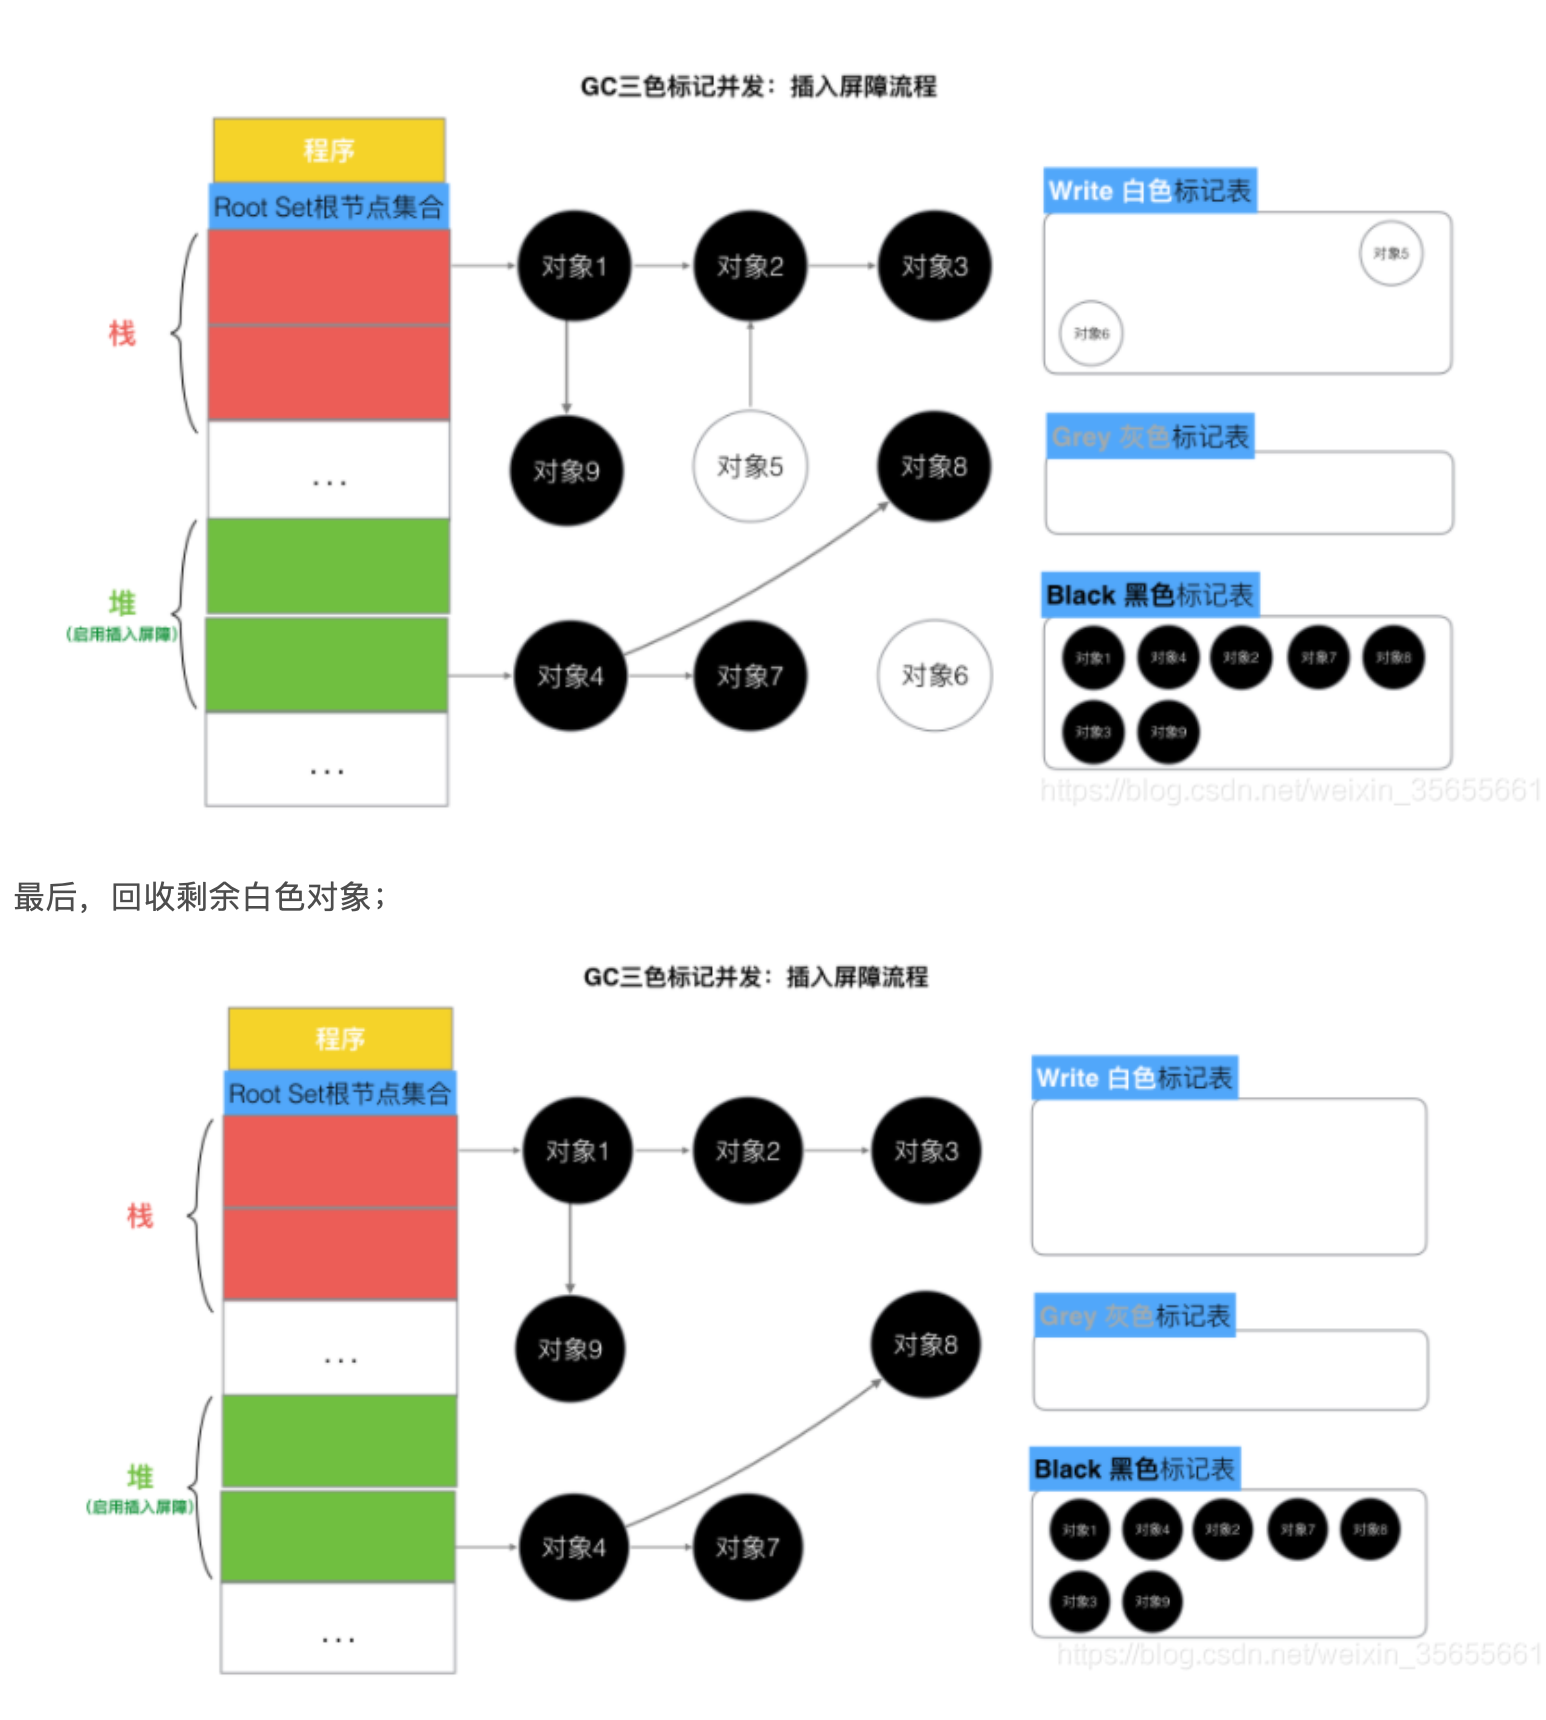 GC三色标记并发：插入屏障流程
程序
Root Set根节点集合
Write 白色标记表
对象1
对象2
对象3
对象5
对象6
栈
Grey 灰色标记表
对象9
对象5
对象8
...
堆
(启用插入屏障)
Black 黑色标记表
对象4
对象7
对象6
对象1 对象4 对象2 对象7 对象8
对象3 对象9
...
https://blog.csdn.net/weixin_35655661
最后，回收剩余白色对象；
GC三色标记并发：插入屏障流程
程序
Root Set根节点集合
Write 白色标记表
对象1
对象2
对象3
栈
Grey 灰色标记表
对象9
对象8
...
堆
(启用插入屏障)
Black 黑色标记表
对象4
对象7
对象1 对象4 对象2 对象7 对象8
对象3 对象9
...
https://blog.csdn.net/weixin_35655661